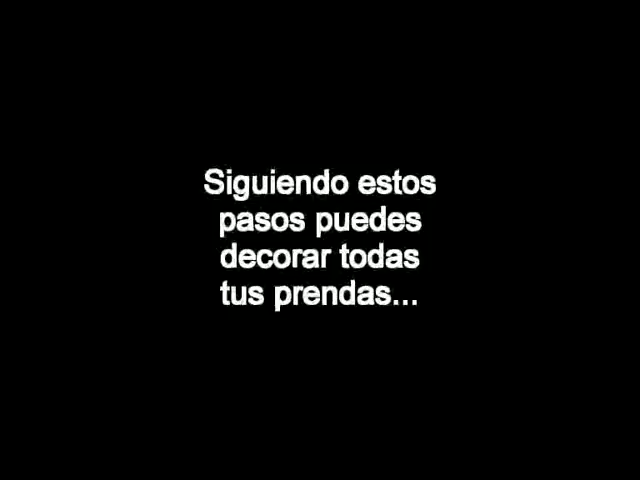 Siguiendo estos
pasos puedes
decorar todas
tus prendas...